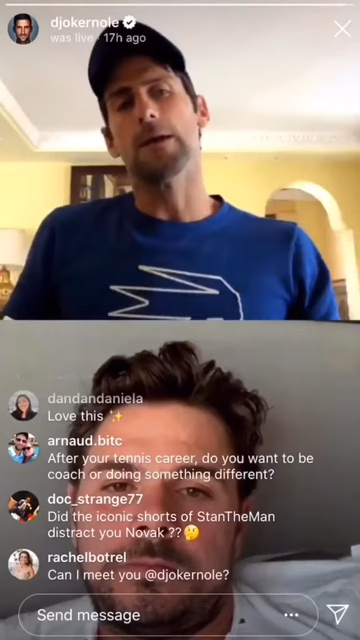 djokernole
was live · 17h ago
dandandaniela
Love this ✨
arnaud.bitc
After your tennis career, do you want to be
coach or doing something different?
doc_strange77
Did the iconic shorts of StanTheMan
distract you Novak ??🤔
rachelbotrel
Can I meet you @djokernole?
Send message